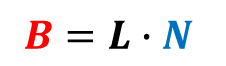 B = L · N